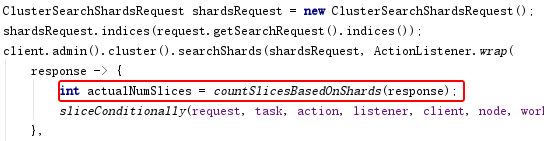 ClusterSearchShardsRequest shardsRequest = new ClusterSearchShardsRequest();
shardsRequest.indices(request.getSearchRequest().indices());
client.admin().cluster().searchShards(shardsRequest, ActionListener.wrap(
response -> {
int actualNumSlices = countSlicesBasedOnShards(response);
sliceConditionally(request, task, action, listener, client, node, wor
},